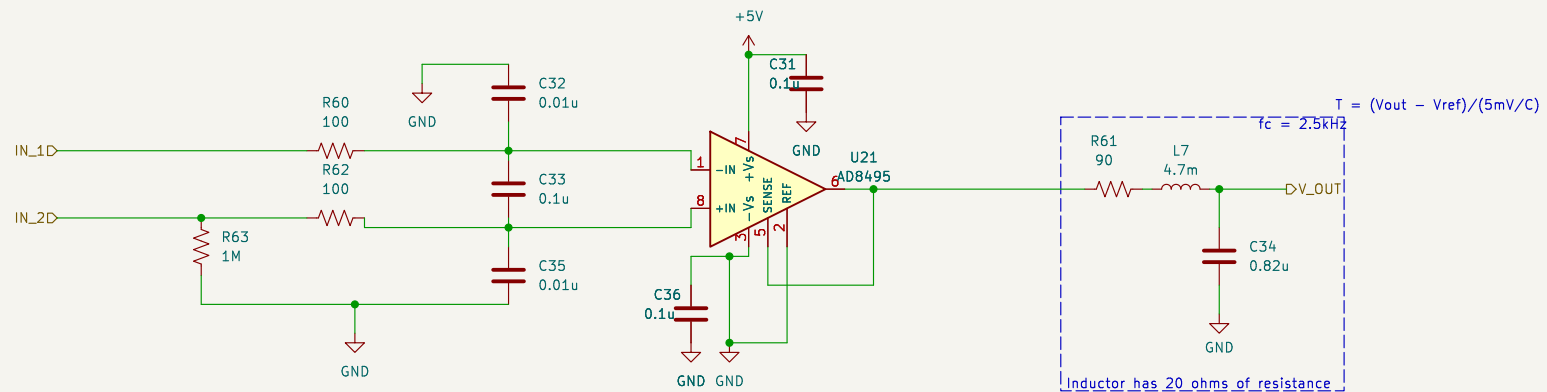 +5V
C31
0.1u
GND
C32
0.01u
GND
T = (Vout - Vref)/(5mV/C)
fc = 2.5kHz
R60
100
IN_1
R62
100
IN_2
R63
1M
C33
0.1u
C35
0.01u
GND
1
-IN
8
+IN
7
+Vs
-Vs
3
SENSE
5
REF
2
6
U21
AD8495
C36
0.1u
GND
GND
R61
90
L7
4.7m
V_OUT
C34
0.82u
GND
Inductor has 20 ohms of resistance